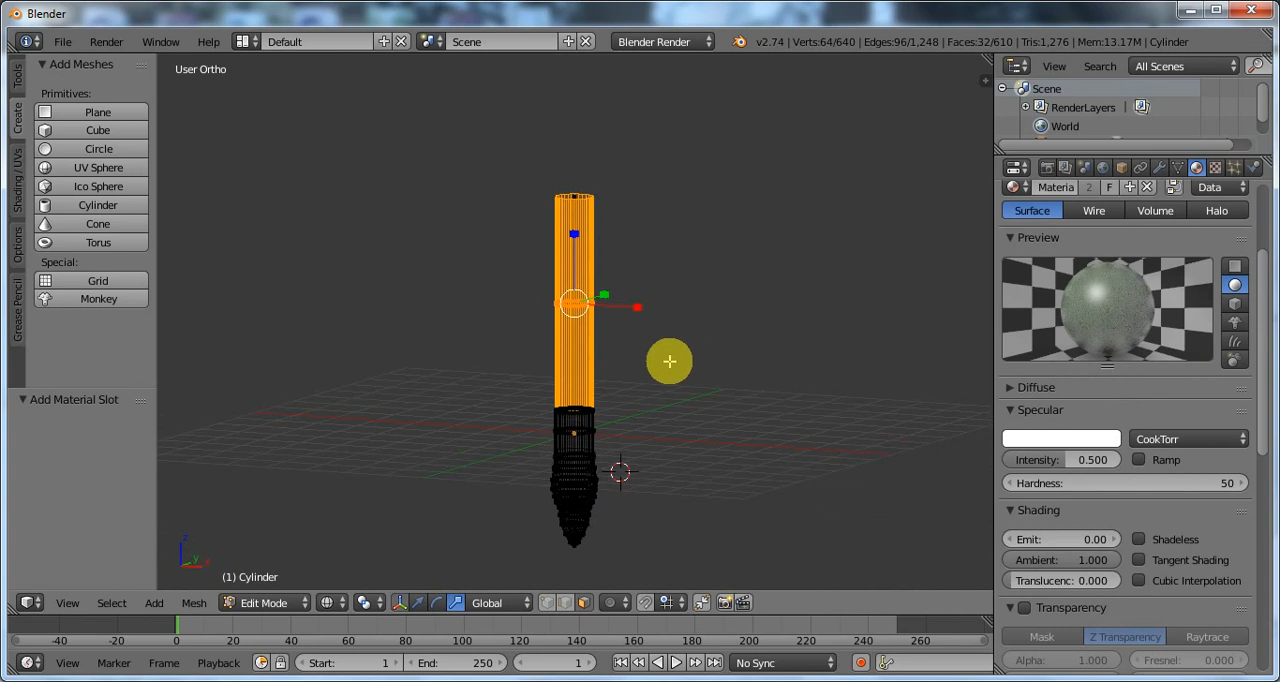 Blender
File Render Window Help Default Scene Blender Render v2.74 | Verts:64/640 | Edges:96/1,248 | Faces:32/610 | Tris:1,276 | Mem:13.17M | Cylinder
Tools
Create
Shading / UVs
Options
Grease Pencil
Add Meshes
Primitives:
Plane
Cube
Circle
UV Sphere
Ico Sphere
Cylinder
Cone
Torus
Special:
Grid
Monkey
Add Material Slot
User Ortho
z
y
x
(1) Cylinder
View Select Add Mesh Edit Mode Global
-40 -20 0 20 40 60 80 100 120 140 160 180 200 220 240 260
View Marker Frame Playback Start: 1 End: 250 1 No Sync
View Search All Scenes
Scene
RenderLayers |
World
Materia 2 F Data
Surface Wire Volume Halo
Preview
Diffuse
Specular
CookTorr
Intensity: 0.500 Ramp
Hardness: 50
Shading
Emit: 0.00 Shadeless
Ambient: 1.000 Tangent Shading
Translucenc: 0.000 Cubic Interpolation
Transparency
Mask Z Transparency Raytrace
Alpha: 1.000 Fresnel: 0.000